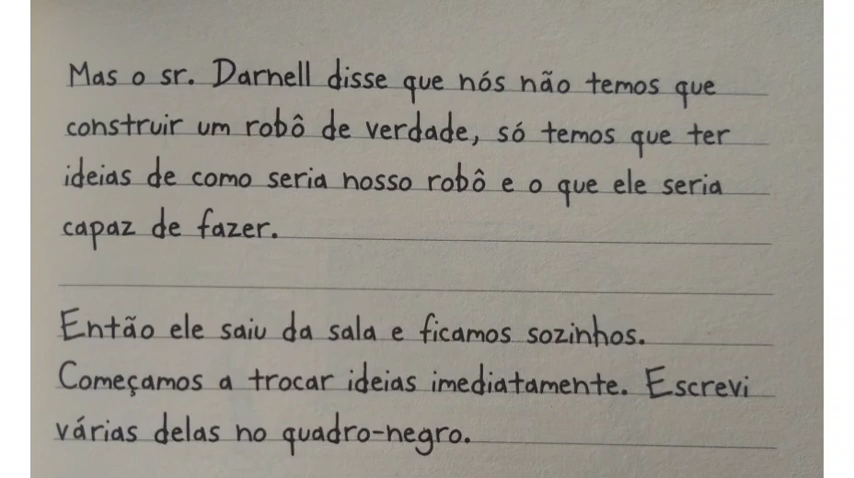 Mas o sr. Darnell disse que nós não temos que
construir um robô de verdade, só temos que ter
ideias de como seria nosso robô e o que ele seria
capaz de fazer.
Então ele saiu da sala e ficamos sozinhos.
Começamos a trocar ideias imediatamente. Escrevi
várias delas no quadro-negro.